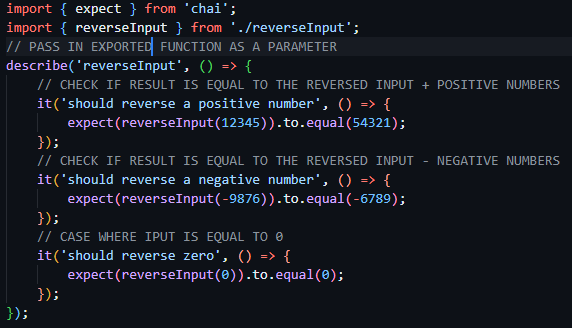 import { expect } from 'chai';
import { reverseInput } from './reverseInput';
// PASS IN EXPORTED FUNCTION AS A PARAMETER
describe('reverseInput', () => {
    // CHECK IF RESULT IS EQUAL TO THE REVERSED INPUT + POSITIVE NUMBERS
    it('should reverse a positive number', () => {
        expect(reverseInput(12345)).to.equal(54321);
    });
    // CHECK IF RESULT IS EQUAL TO THE REVERSED INPUT - NEGATIVE NUMBERS
    it('should reverse a negative number', () => {
        expect(reverseInput(-9876)).to.equal(-6789);
    });
    // CASE WHERE IPUT IS EQUAL TO 0
    it('should reverse zero', () => {
        expect(reverseInput(0)).to.equal(0);
    });
});